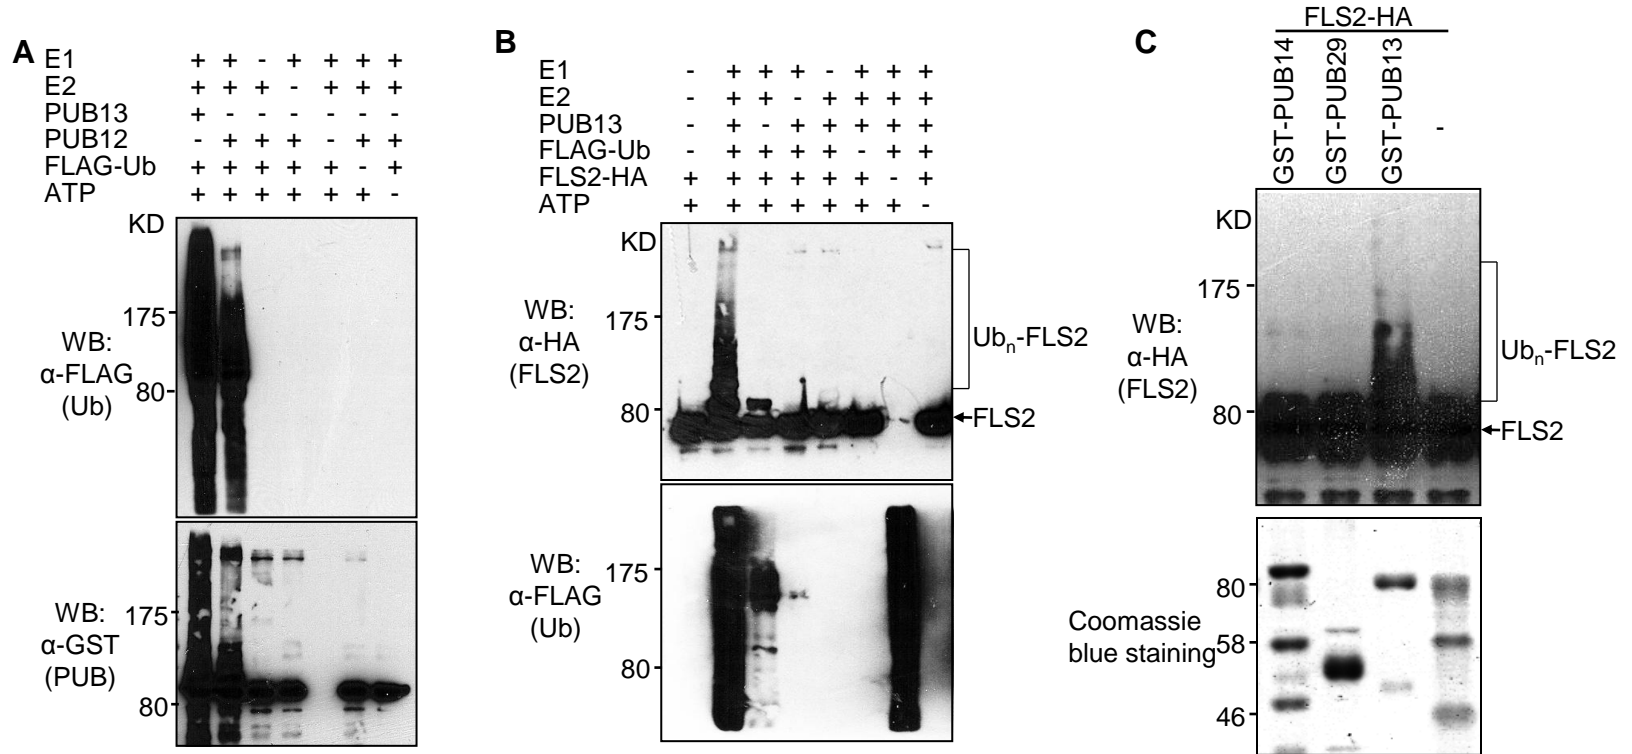 A
E1 + + - + + + +
E2 + + + - + + +
PUB13 +
PUB12 - + + + - + +
FLAG-Ub + + + + + - +
ATP + + + + + + -
KD
175
80
WB:
α-FLAG
(Ub)
175
80
WB:
α-GST
(PUB)
B
E1 - + + + - + + +
E2 - + + - + + + +
PUB13 - + - + + + + +
FLAG-Ub - + + + + - + +
FLS2-HA + + + + + + - +
ATP + + + + + + + -
KD
175
80
WB:
α-HA
(FLS2)
Ubn-FLS2
FLS2
WB:
α-FLAG
(Ub)
175
80
C
FLS2-HA
GST-PUB14
GST-PUB29
GST-PUB13
-
KD
175
80
WB:
α-HA
(FLS2)
Ubn-FLS2
FLS2
Coomassie
blue staining
80
58
46